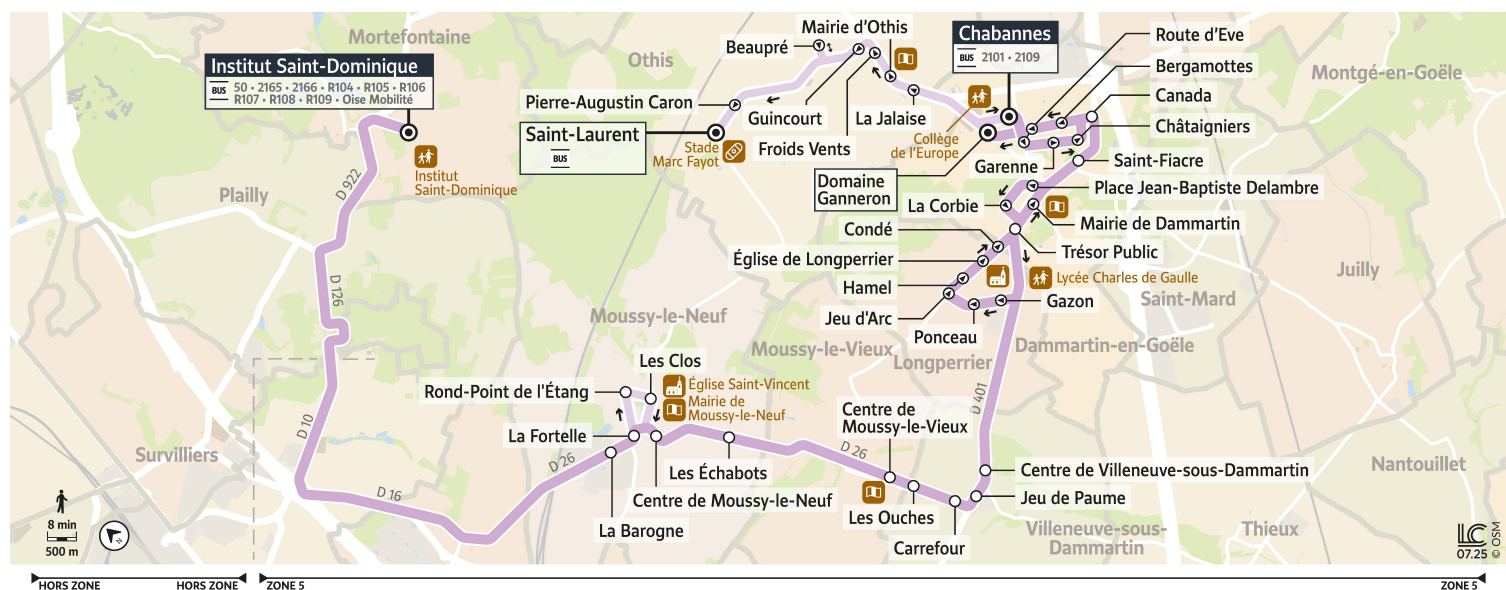 Mortefontaine
Institut Saint-Dominique
BUS
50 • 2165 • 2166 • R104 • R105 • R106
R107 • R108 • R109 • Oise Mobilité
Institut
Saint-Dominique
Plailly
D 922
D 126
D 10
D 16
Survilliers
8 min
500 m
N
Othis
Beaupré
Mairie d'Othis
Pierre-Augustin Caron
Guincourt
La Jalaise
Froids Vents
Saint-Laurent
BUS
Stade
Marc Fayot
Chabannes
BUS
2101 • 2109
Collège
de l'Europe
Domaine
Ganneron
Garenne
Route d'Eve
Bergamottes
Canada
Châtaigniers
Saint-Fiacre
Place Jean-Baptiste Delambre
La Corbie
Mairie de Dammartin
Condé
Trésor Public
Église de Longperrier
Lycée Charles de Gaulle
Hamel
Gazon
Jeu d'Arc
Ponceau
Montgé-en-Goële
Juilly
Saint-Mard
Dammartin-en-Goële
Longperrier
Moussy-le-Vieux
Moussy-le-Neuf
Les Clos
Église Saint-Vincent
Mairie de
Moussy-le-Neuf
Rond-Point de l'Étang
La Fortelle
D 26
Les Échabots
Centre de Moussy-le-Neuf
La Barogne
D 26
Centre de
Moussy-le-Vieux
Les Ouches
Carrefour
D 401
Centre de Villeneuve-sous-Dammartin
Jeu de Paume
Villeneuve-sous-
Dammartin
Thieux
Nantouillet
LC
07.25
© OSM
HORS ZONE
HORS ZONE
ZONE 5
ZONE 5